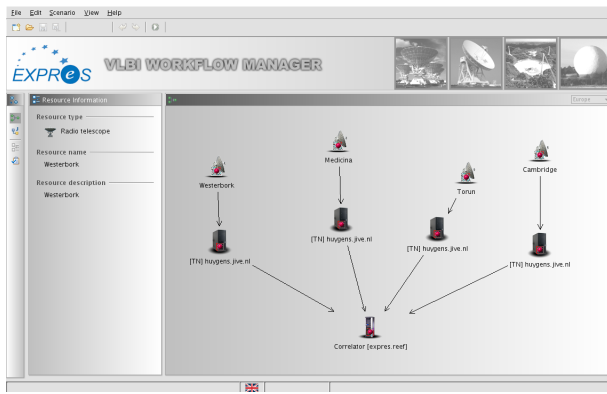 File Edit Scenario View Help
EXPReS
VLBI WORKFLOW MANAGER
Resource Information
Europe
Resource type
Radio telescope
Resource name
Westerbork
Resource description
Westerbork
Medicina
Cambridge
Westerbork
Torun
[TN] huygens.jive.nl
[TN] huygens.jive.nl
[TN] huygens.jive.nl
[TN] huygens.jive.nl
Correlator [expres.reef]